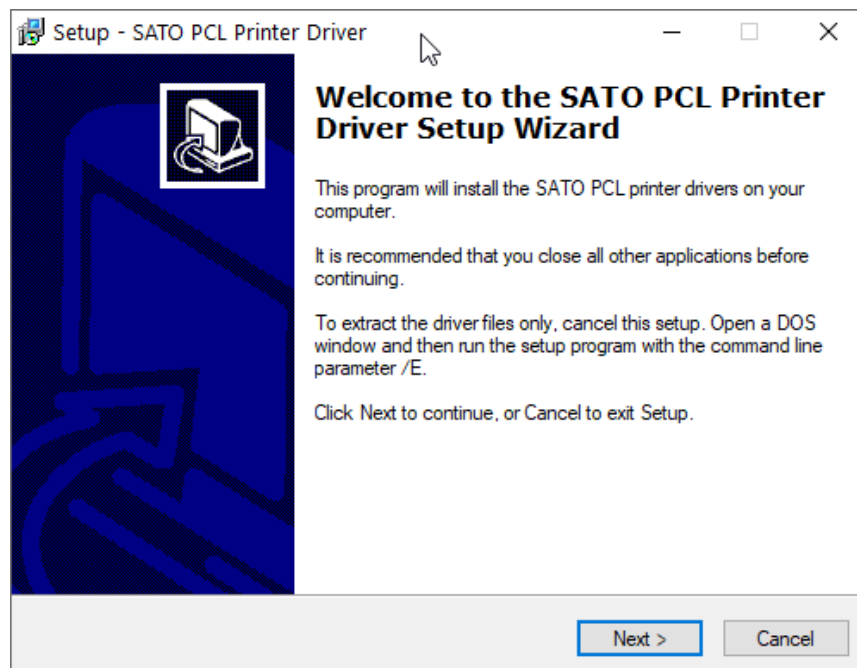 Setup - SATO PCL Printer Driver
Welcome to the SATO PCL Printer
Driver Setup Wizard
This program will install the SATO PCL printer drivers on your
computer.
It is recommended that you close all other applications before
continuing.
To extract the driver files only, cancel this setup. Open a DOS
window and then run the setup program with the command line
parameter /E.
Click Next to continue, or Cancel to exit Setup.
Next >
Cancel